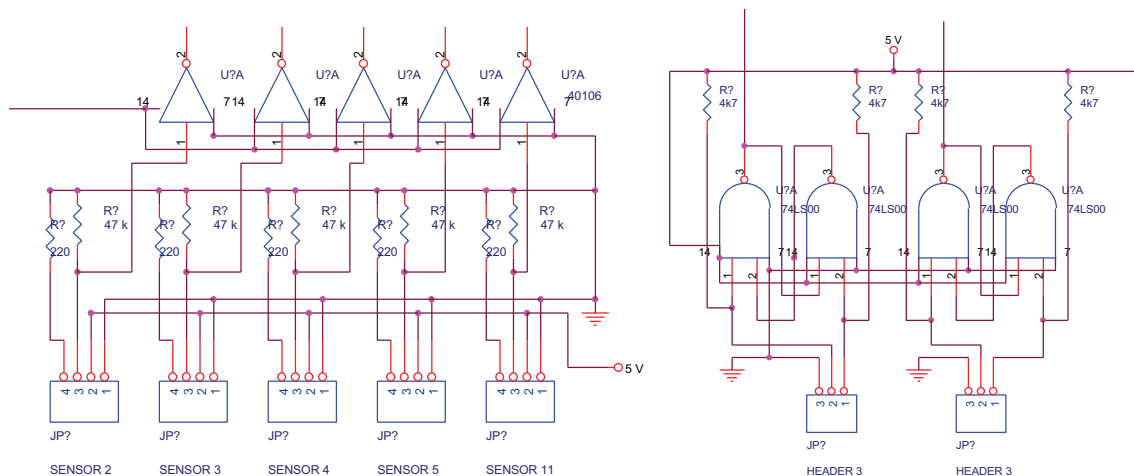 5 V
2 2 2 2 2
U?A U?A U?A U?A U?A
40106
14 7 14 7 14 7 14 7 14 7
1 1 1 1 1
R? R? R? R? R?
47 k 47 k 47 k 47 k 47 k
R? R? R? R? R?
220 220 220 220 220
5 V
4 3 2 1 4 3 2 1 4 3 2 1 4 3 2 1 4 3 2 1
JP? JP? JP? JP? JP?
SENSOR 2 SENSOR 3 SENSOR 4 SENSOR 5 SENSOR 11
R? R? R? R?
4k7 4k7 4k7 4k7
3 3 3 3
U?A U?A U?A U?A
74LS00 74LS00 74LS00 74LS00
14 7 14 14 7 14 7
1 2 1 2 1 2 1 2
3 2 1 3 2 1
JP? JP?
HEADER 3 HEADER 3